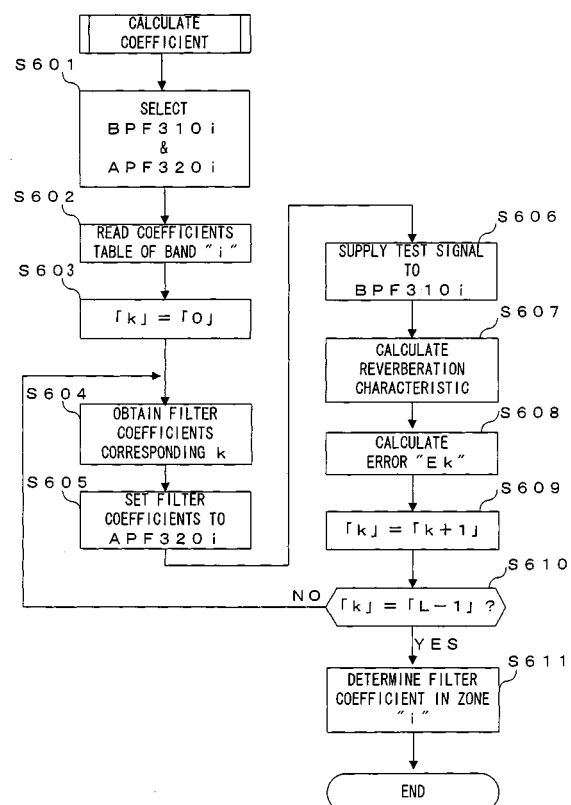 CALCULATE
COEFFICIENT
S601
SELECT
BPF310i
&
APF320i
S602
READ COEFFICIENTS
TABLE OF BAND "i"
S603
「k」=「0」
S604
OBTAIN FILTER
COEFFICIENTS
CORRESPONDING k
S605
SET FILTER
COEFFICIENTS TO
APF320i
S606
SUPPLY TEST SIGNAL
TO
BPF310i
S607
CALCULATE
REVERBERATION
CHARACTERISTIC
S608
CALCULATE
ERROR "Ek"
S609
「k」=「k+1」
S610
「k」=「L-1」?
NO
YES
S611
DETERMINE FILTER
COEFFICIENT IN ZONE
"i"
END